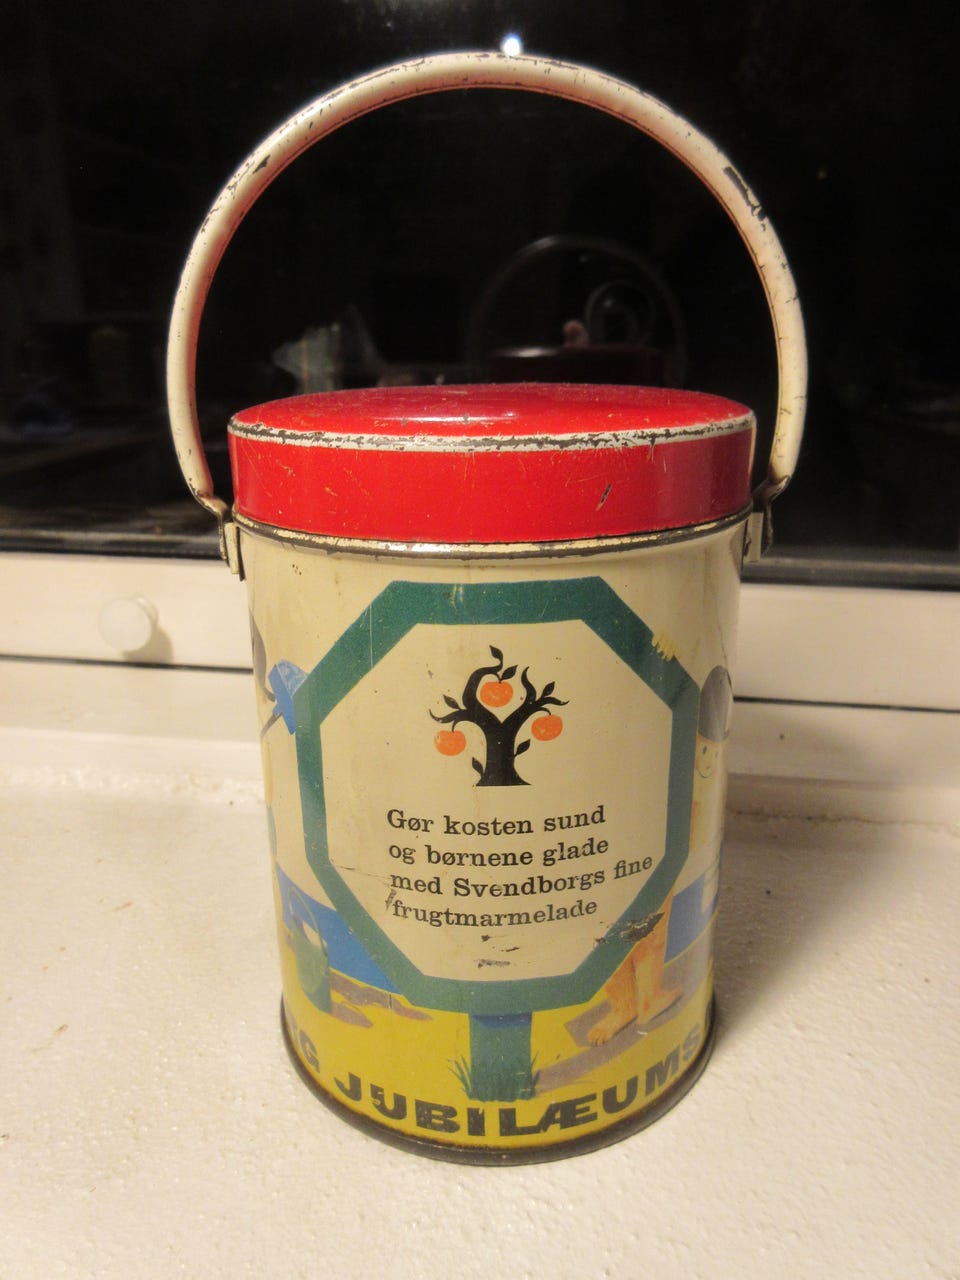 Gør kosten sund
og børnene glade
med Svendborgs fine
frugtmarmelade
G JUBILÆUMS